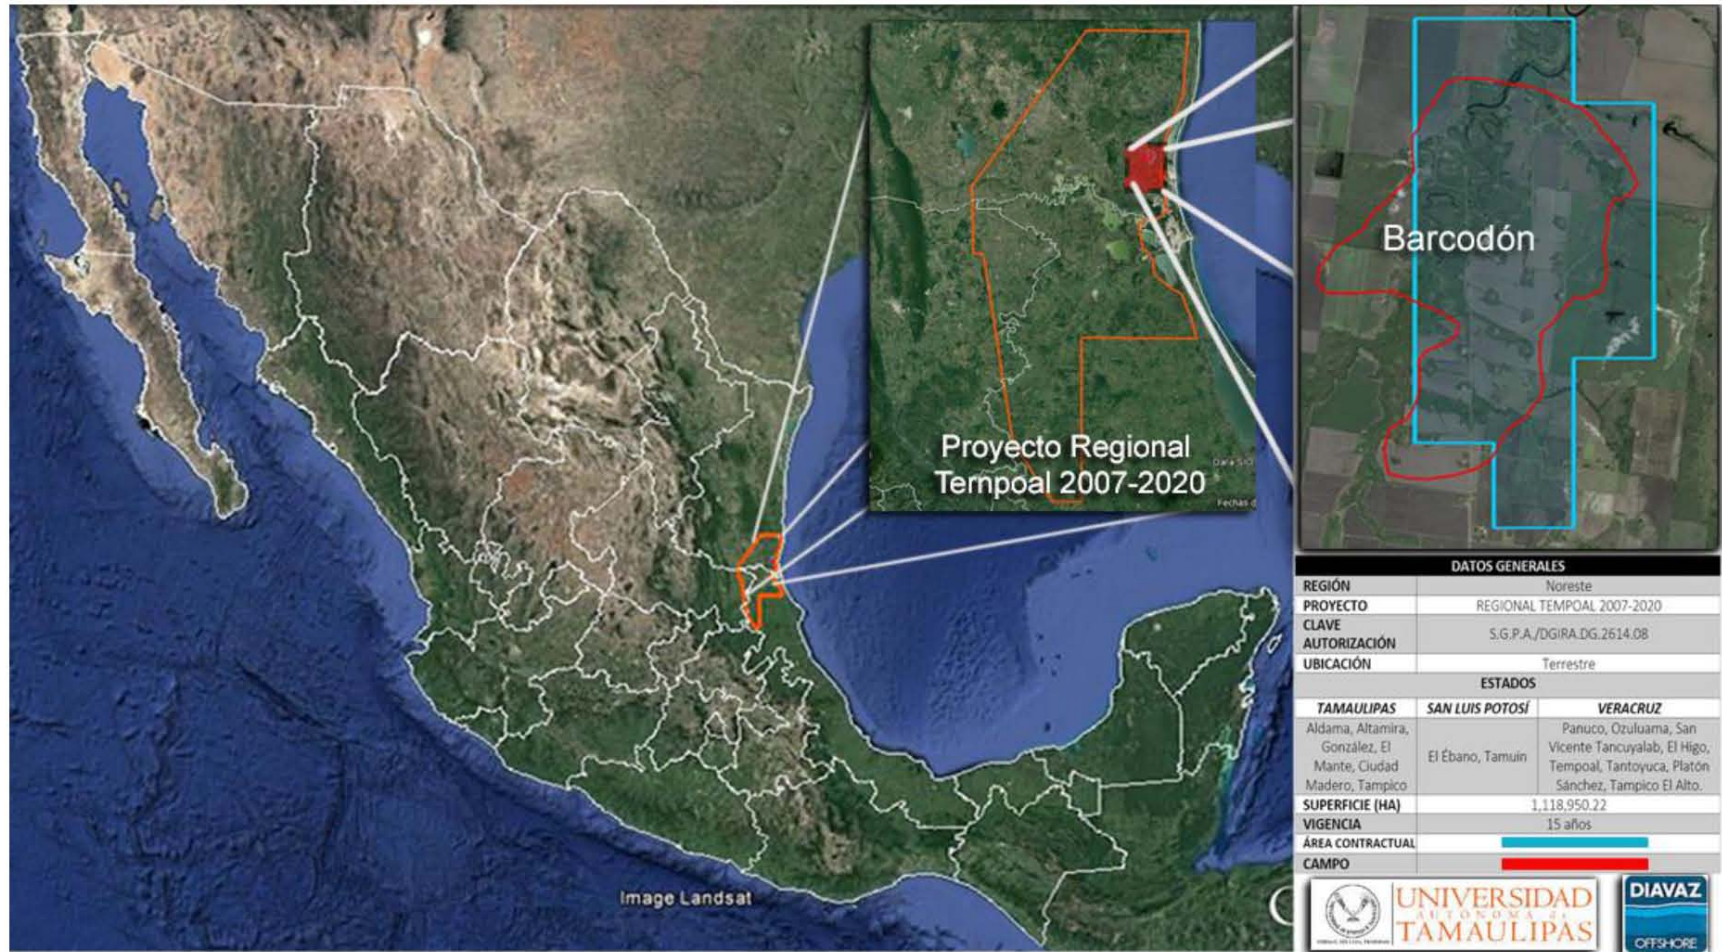 Proyecto Regional
Tempoal 2007-2020
Fechas d
Barcodón
Image Landsat
DATOS GENERALES
REGIÓN Noreste
PROYECTO REGIONAL TEMPOAL 2007-2020
CLAVE AUTORIZACIÓN S.G.P.A./DGIRA.DG.2614.08
UBICACIÓN Terrestre
ESTADOS
TAMAULIPAS SAN LUIS POTOSÍ VERACRUZ
Aldama, Altamira,
González, El
Mante, Ciudad
Madero, Tampico
El Ébano, Tamuin
Panuco, Ozuluama, San
Vicente Tancuyalab, El Higo,
Tempoal, Tantoyuca, Platón
Sánchez, Tampico El Alto.
SUPERFICIE (HA) 1,118,950.22
VIGENCIA 15 años
ÁREA CONTRACTUAL
CAMPO
UNIVERSIDAD
AUTÓNOMA de
TAMAULIPAS
DIAVAZ
OFFSHORE